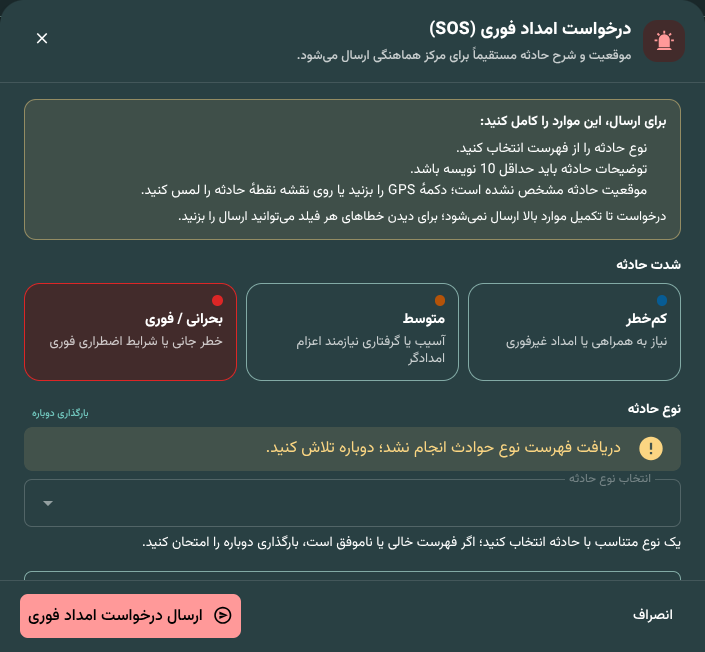 درخواست امداد فوری (SOS)
موقعیت و شرح حادثه مستقیماً برای مرکز هماهنگی ارسال می‌شود.
برای ارسال، این موارد را کامل کنید:
نوع حادثه را از فهرست انتخاب کنید.
توضیحات حادثه باید حداقل 10 نویسه باشد.
موقعیت حادثه مشخص نشده است؛ دکمهٔ GPS را بزنید یا روی نقشه نقطهٔ حادثه را لمس کنید.
درخواست تا تکمیل موارد بالا ارسال نمی‌شود؛ برای دیدن خطاهای هر فیلد می‌توانید ارسال را بزنید.
شدت حادثه
کم‌خطر
نیاز به همراهی یا امداد غیرفوری
متوسط
آسیب یا گرفتاری نیازمند اعزام
امدادگر
بحرانی / فوری
خطر جانی یا شرایط اضطراری فوری
نوع حادثه
بارگذاری دوباره
دریافت فهرست نوع حوادث انجام نشد؛ دوباره تلاش کنید.
انتخاب نوع حادثه
یک نوع متناسب با حادثه انتخاب کنید؛ اگر فهرست خالی یا ناموفق است، بارگذاری دوباره را امتحان کنید.
انصراف
ارسال درخواست امداد فوری